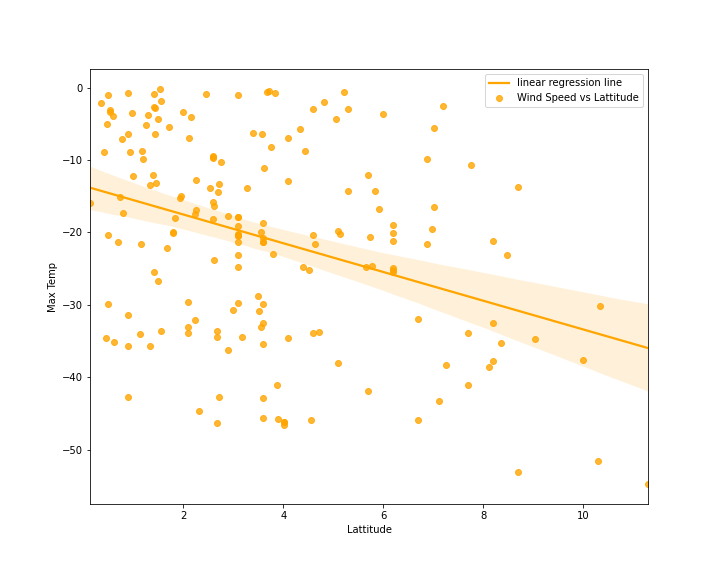 linear regression line
Wind Speed vs Lattitude
0
−10
−20
−30
−40
−50
Max Temp
2 4 6 8 10
Lattitude